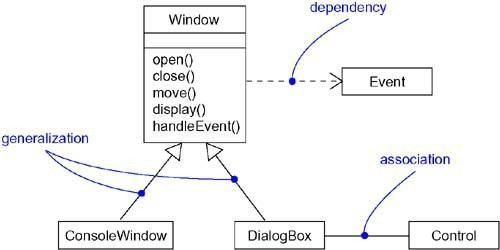 Window
dependency
open()
close()
move()
display()
handleEvent()
Event
generalization
association
ConsoleWindow
DialogBox
Control